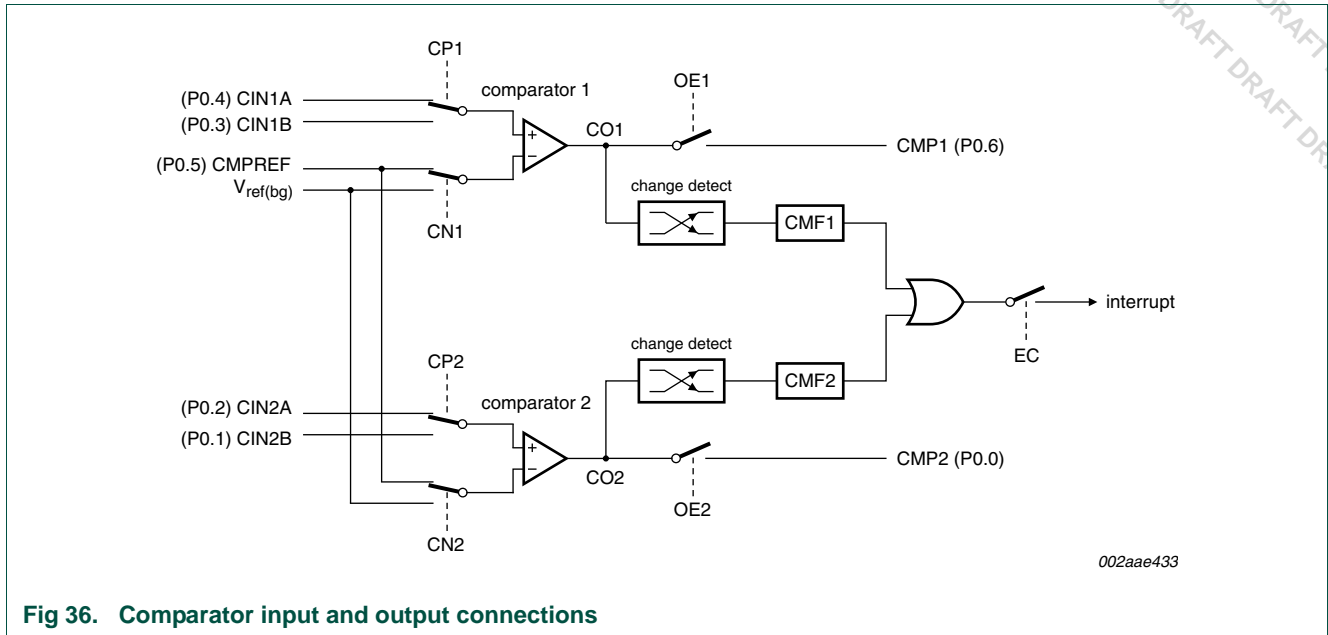 DRAFT DRAFT DRAFT
DRAFT
CP1
OE1
comparator 1
(P0.4) CIN1A
(P0.3) CIN1B
CO1
CMP1 (P0.6)
(P0.5) CMPREF
Vref(bg)
+
−
change detect
CMF1
CN1
interrupt
EC
CP2
change detect
CMF2
comparator 2
(P0.2) CIN2A
(P0.1) CIN2B
+
−
CO2
CMP2 (P0.0)
OE2
CN2
002aae433
Fig 36. Comparator input and output connections